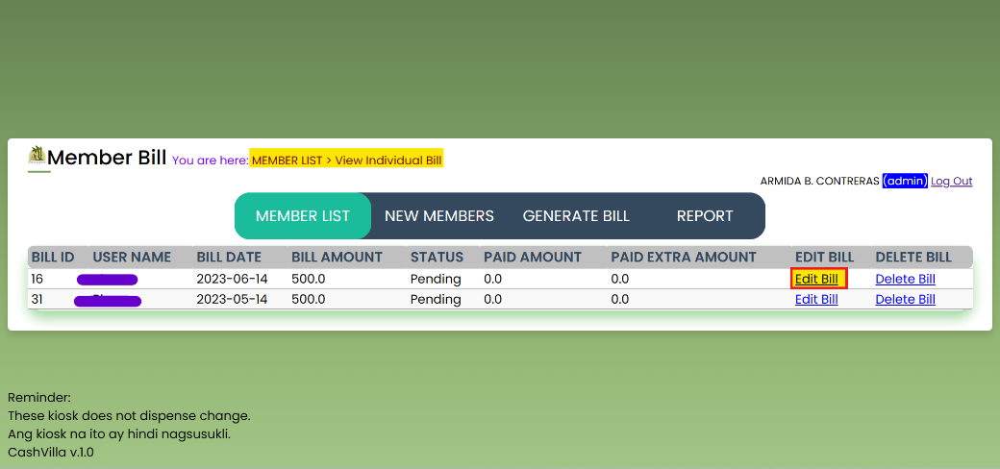 Member Bill You are here: MEMBER LIST > View Individual Bill
ARMIDA B. CONTRERAS (admin) Log Out
MEMBER LIST NEW MEMBERS GENERATE BILL REPORT
BILL ID USER NAME BILL DATE BILL AMOUNT STATUS PAID AMOUNT PAID EXTRA AMOUNT EDIT BILL DELETE BILL
16 2023-06-14 500.0 Pending 0.0 0.0 Edit Bill Delete Bill
31 2023-05-14 500.0 Pending 0.0 0.0 Edit Bill Delete Bill
Reminder:
These kiosk does not dispense change.
Ang kiosk na ito ay hindi nagsusukli.
CashVilla v.1.0